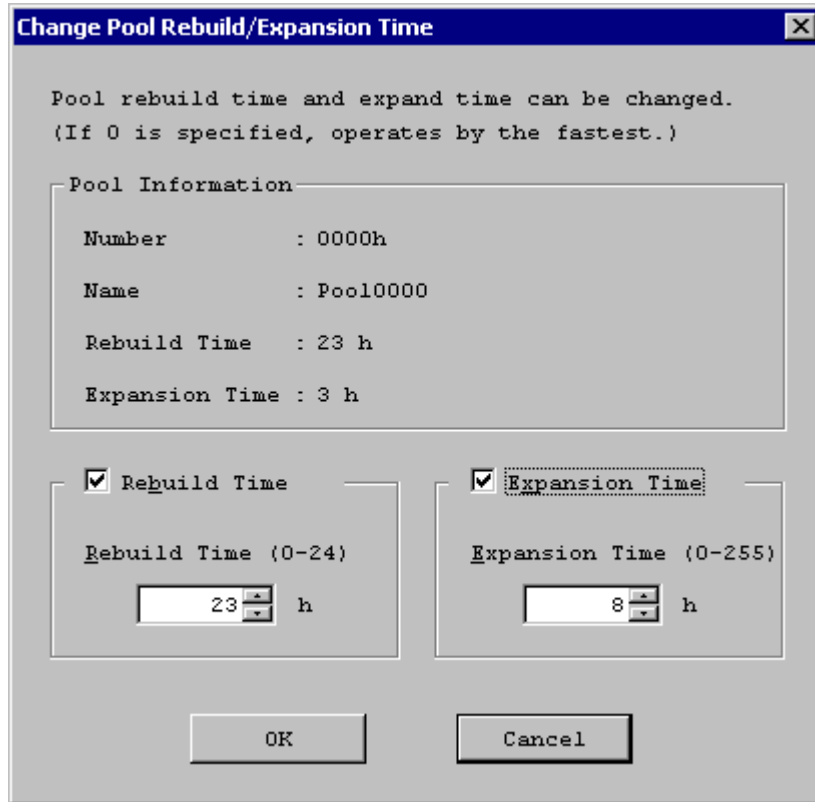 Change Pool Rebuild/Expansion Time
Pool rebuild time and expand time can be changed.
(If 0 is specified, operates by the fastest.)
Pool Information
Number : 0000h
Name : Pool0000
Rebuild Time : 23 h
Expansion Time : 3 h
Rebuild Time
Rebuild Time (0-24)
23 h
Expansion Time
Expansion Time (0-255)
8 h
OK
Cancel